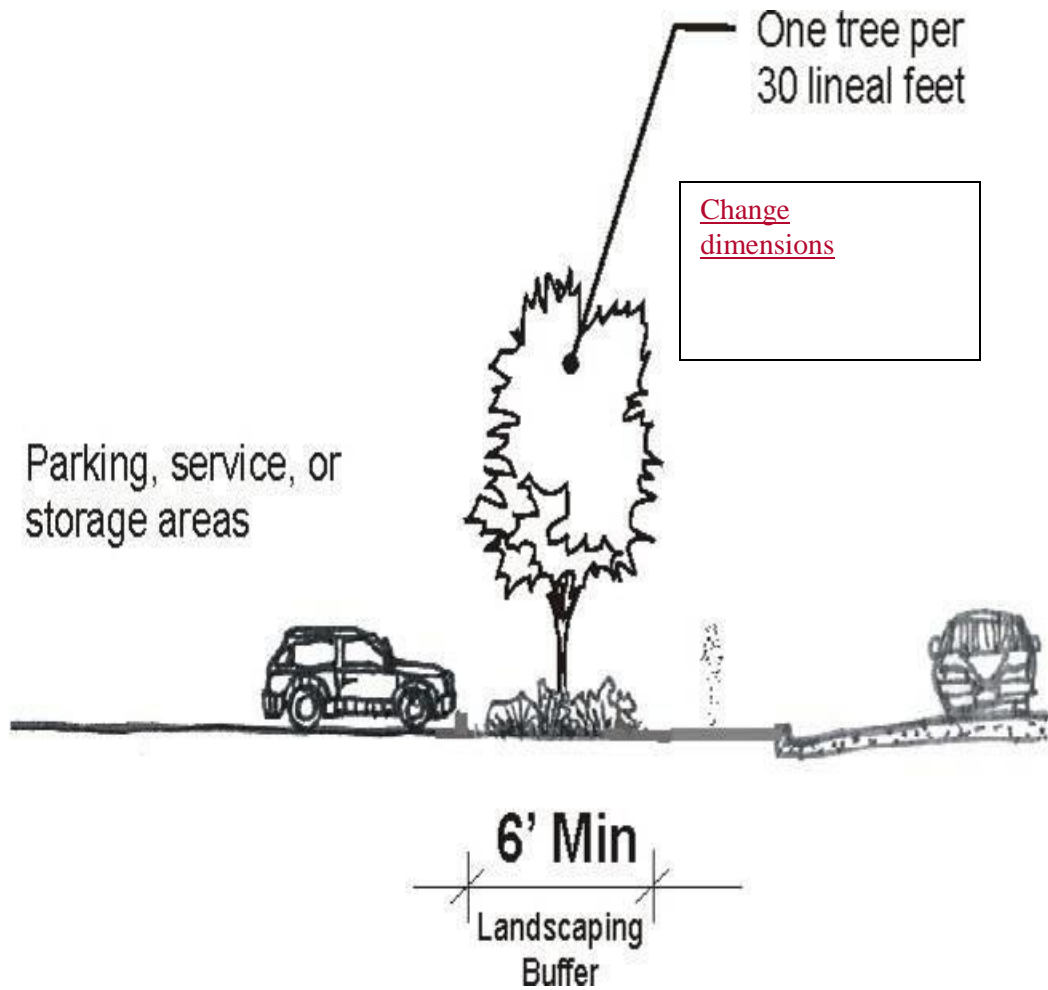 One tree per
30 lineal feet
Change
dimensions
Parking, service, or
storage areas
6’ Min
Landscaping
Buffer